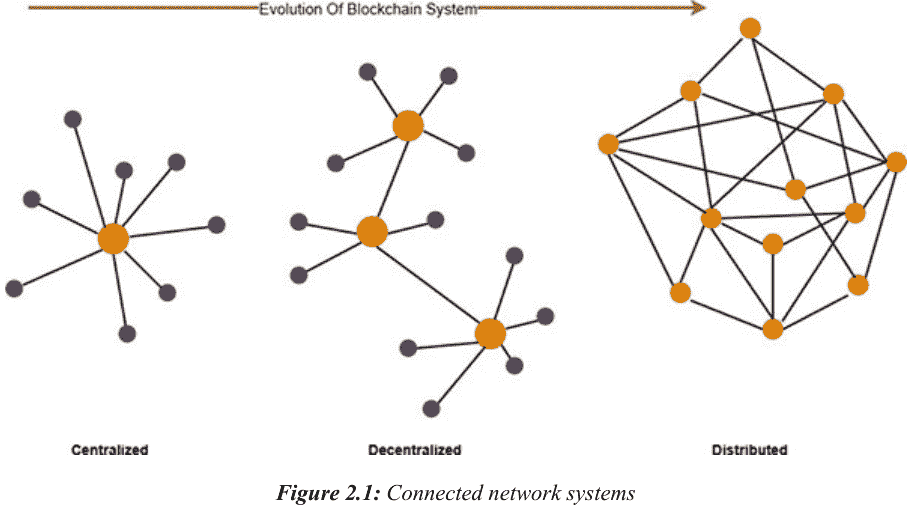 Evolution Of Blockchain System
Centralized
Decentralized
Distributed
Figure 2.1: Connected network systems